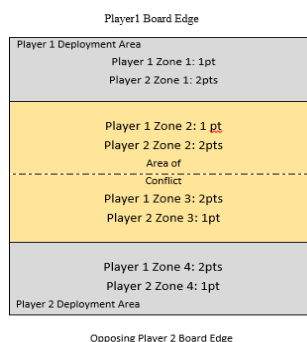 Player1 Board Edge
Player 1 Deployment Area
Player 1 Zone 1: 1pt
Player 2 Zone 1: 2pts
Player 1 Zone 2: 1 pt
Player 2 Zone 2: 2pts
Area of
Conflict
Player 1 Zone 3: 2pts
Player 2 Zone 3: 1pt
Player 1 Zone 4: 2pts
Player 2 Zone 4: 1pt
Player 2 Deployment Area
Opposing Player 2 Board Edge